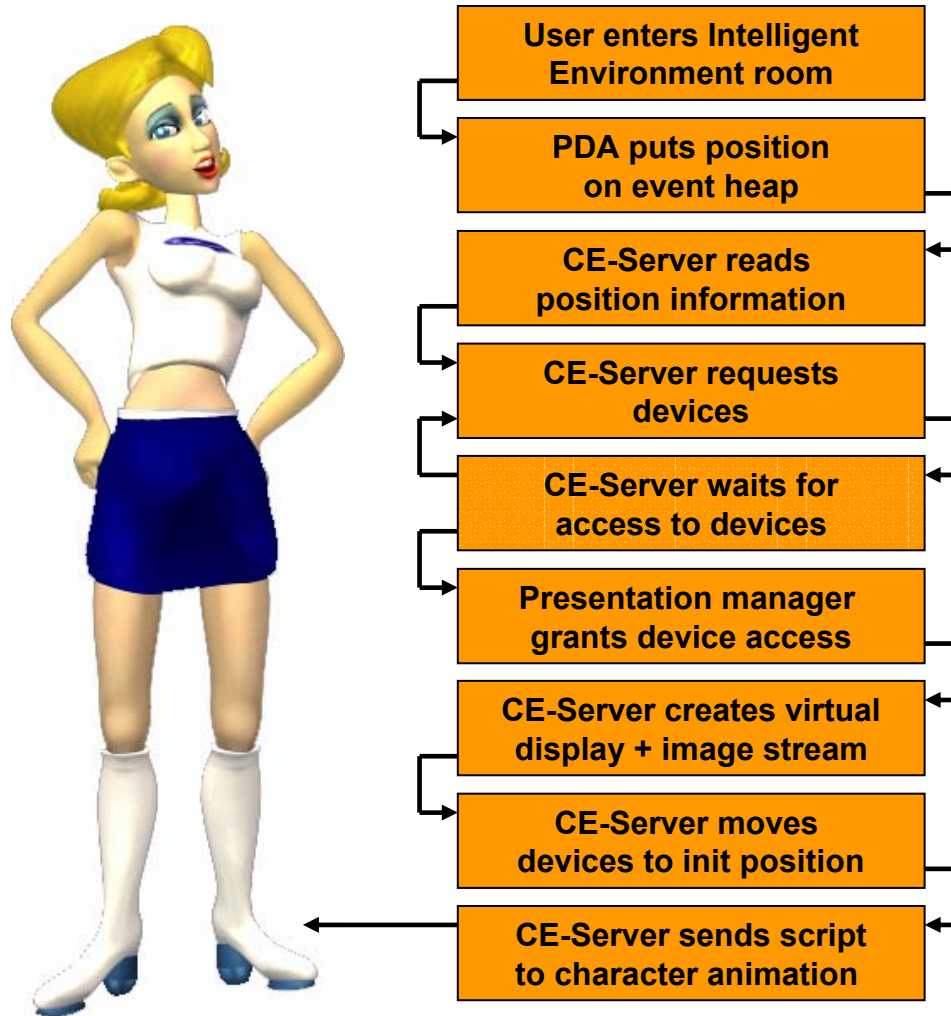 User enters Intelligent
Environment room
PDA puts position
on event heap
CE-Server reads
position information
CE-Server requests
devices
CE-Server waits for
access to devices
Presentation manager
grants device access
CE-Server creates virtual
display + image stream
CE-Server moves
devices to init position
CE-Server sends script
to character animation